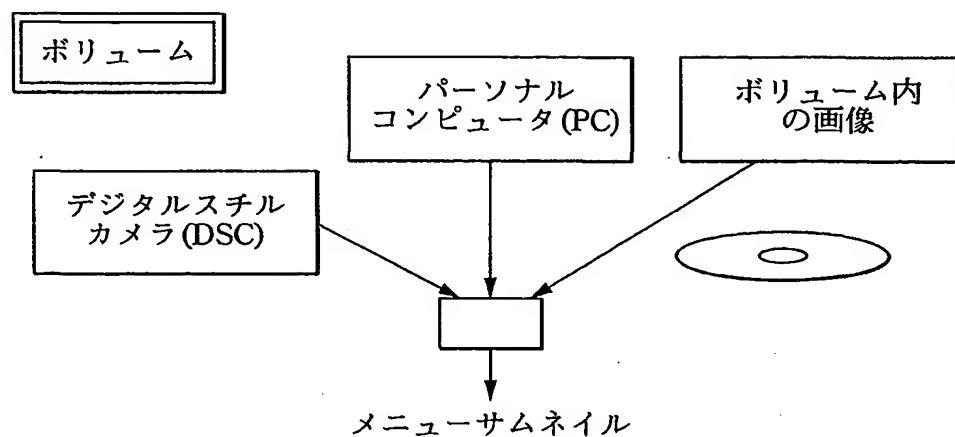 ボリューム
パーソナル
コンピュータ(PC)
ボリューム内
の画像
デジタルスチル
カメラ(DSC)
メニューサムネイル